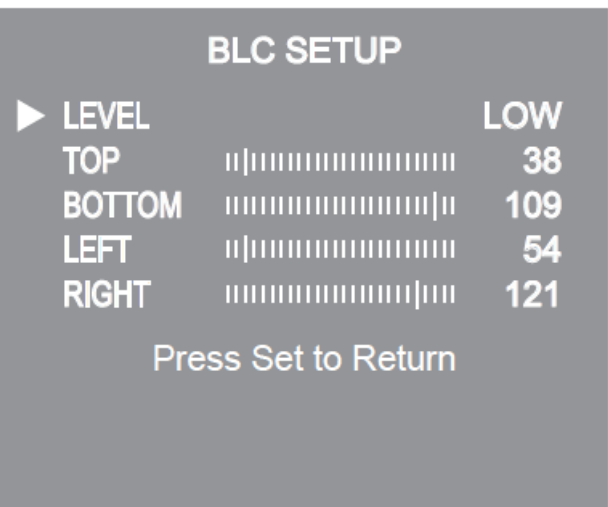 BLC SETUP
LEVEL LOW
TOP 38
BOTTOM 109
LEFT 54
RIGHT 121
Press Set to Return